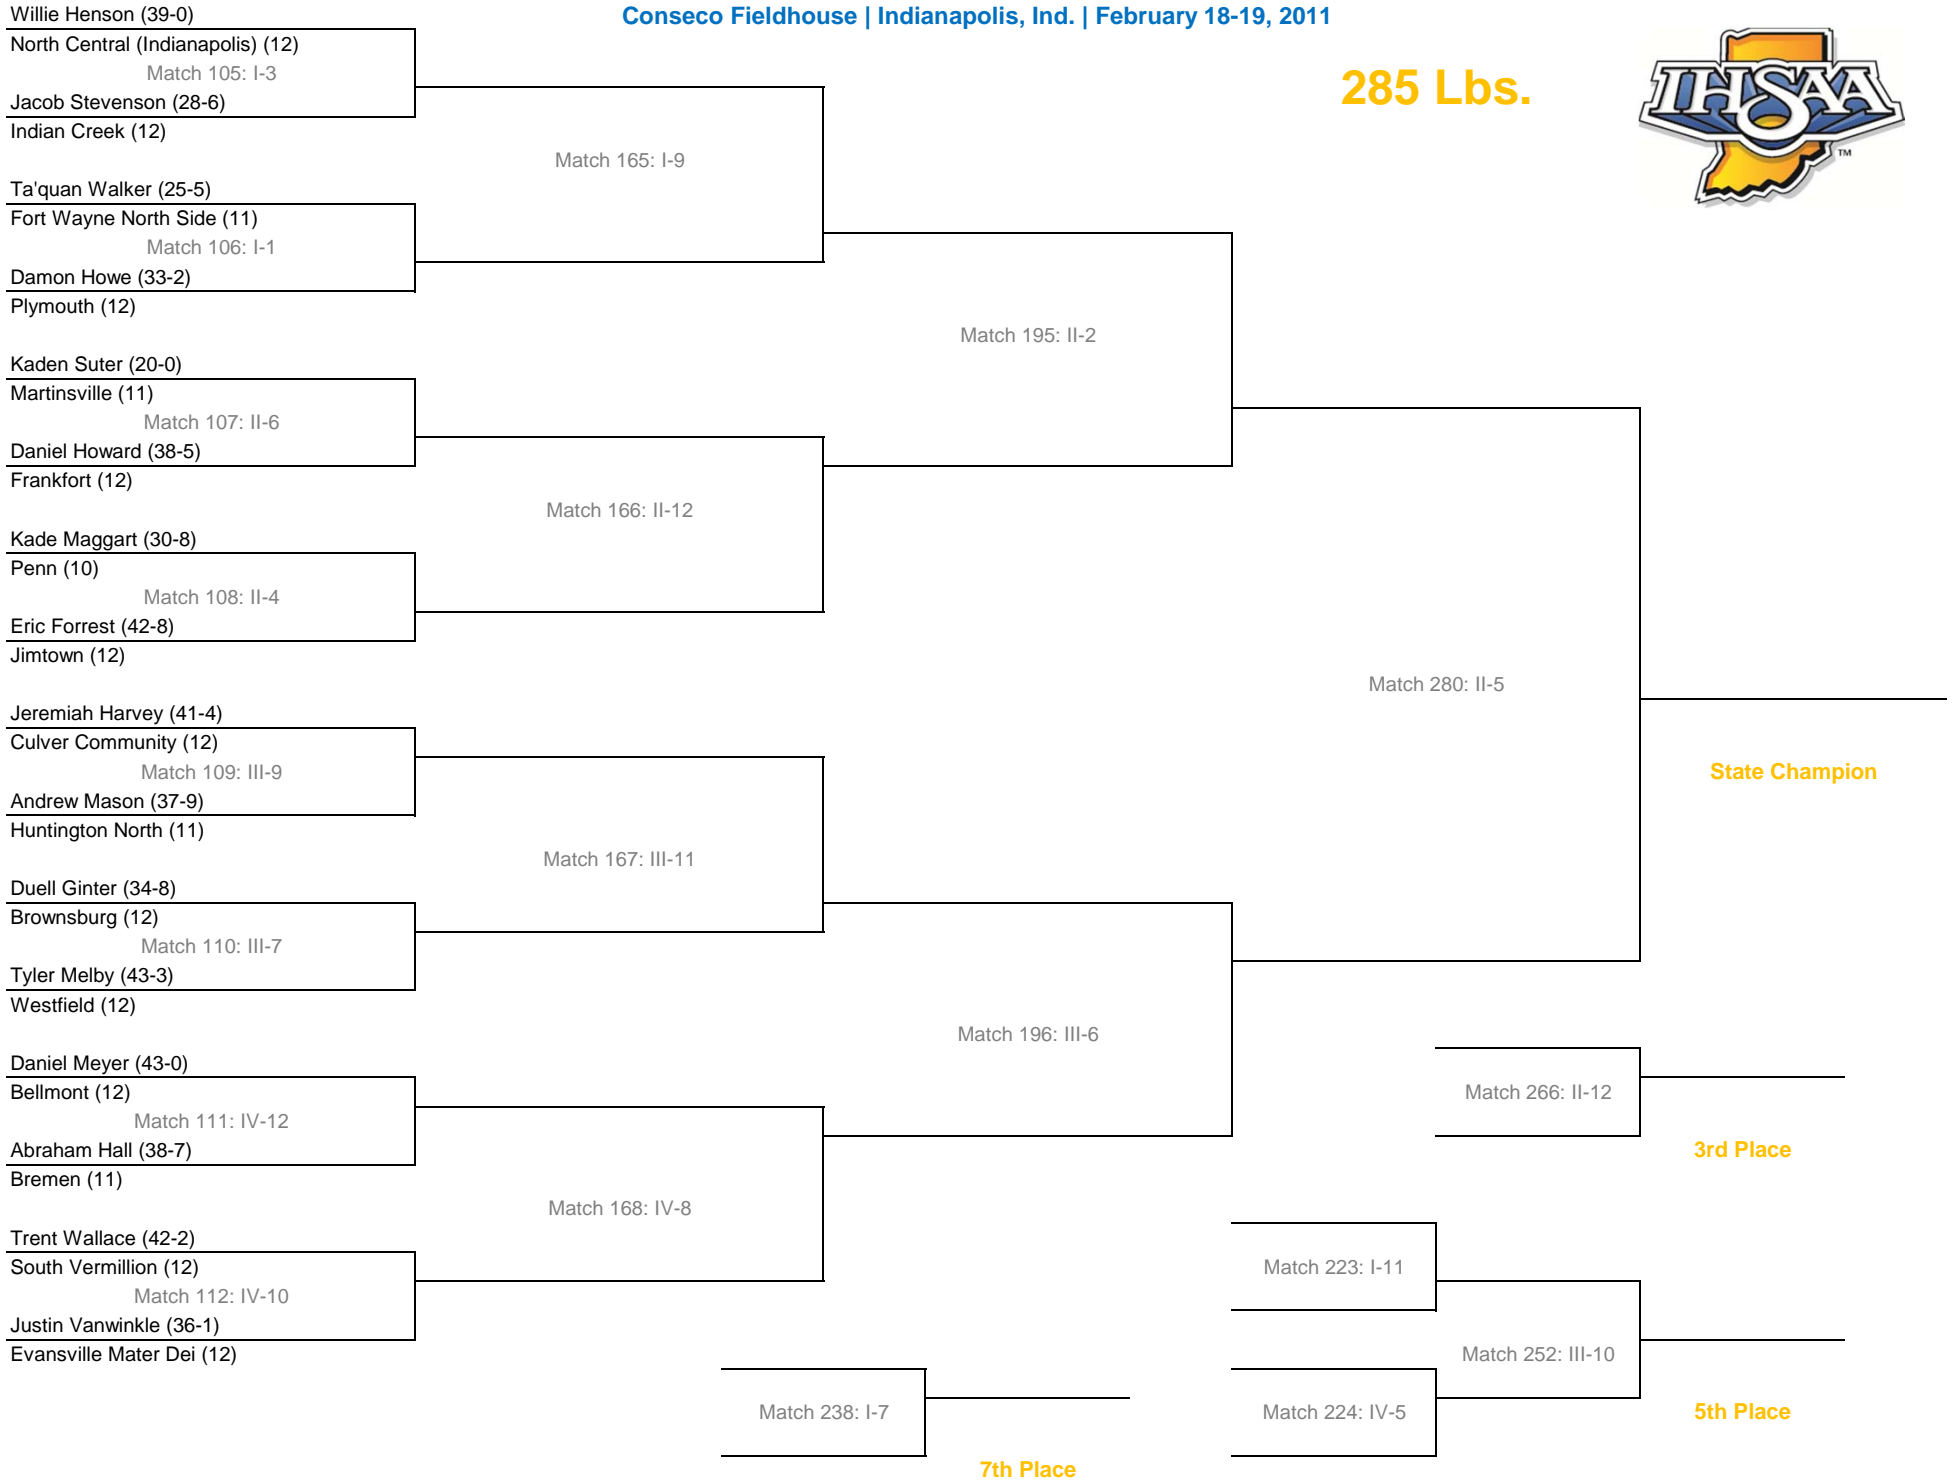 Willie Henson (39-0)
Conseco Fieldhouse | Indianapolis, Ind. | February 18-19, 2011
North Central (Indianapolis) (12)
Match 105: I-3
285 Lbs.
IHSAA
TM
Jacob Stevenson (28-6)
Indian Creek (12)
Match 165: I-9
Ta'quan Walker (25-5)
Fort Wayne North Side (11)
Match 106: I-1
Damon Howe (33-2)
Plymouth (12)
Match 195: II-2
Kaden Suter (20-0)
Martinsville (11)
Match 107: II-6
Daniel Howard (38-5)
Frankfort (12)
Match 166: II-12
Kade Maggart (30-8)
Penn (10)
Match 108: II-4
Eric Forrest (42-8)
Jimtown (12)
Match 280: II-5
Jeremiah Harvey (41-4)
Culver Community (12)
Match 109: III-9
State Champion
Andrew Mason (37-9)
Huntington North (11)
Match 167: III-11
Duell Ginter (34-8)
Brownsburg (12)
Match 110: III-7
Tyler Melby (43-3)
Westfield (12)
Match 196: III-6
Daniel Meyer (43-0)
Bellmont (12)
Match 266: II-12
Match 111: IV-12
Abraham Hall (38-7)
3rd Place
Bremen (11)
Match 168: IV-8
Trent Wallace (42-2)
South Vermillion (12)
Match 223: I-11
Match 112: IV-10
Justin Vanwinkle (36-1)
Evansville Mater Dei (12)
Match 252: III-10
Match 238: I-7
Match 224: IV-5
5th Place
7th Place